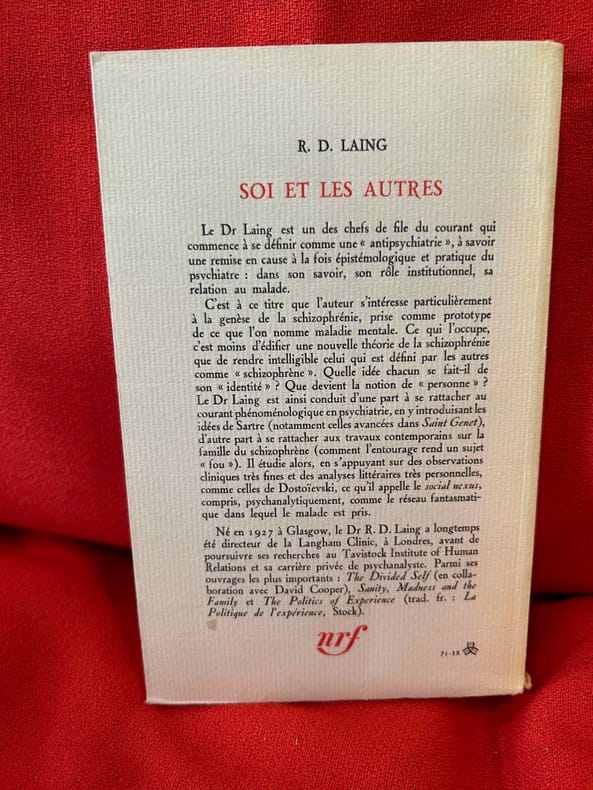 R. D. LAING
SOI ET LES AUTRES
Le Dr Laing est un des chefs de file du courant qui
commence à se définir comme une « antipsychiatrie », à savoir
une remise en cause à la fois épistémologique et pratique du
psychiatre : dans son savoir, son rôle institutionnel, sa
relation au malade.
C'est à ce titre que l'auteur s'intéresse particulièrement
à la genèse de la schizophrénie, prise comme prototype
de ce que l'on nomme maladie mentale. Ce qui l'occupe,
c'est moins d'édifier une nouvelle théorie de la schizophrénie
que de rendre intelligible celui qui est défini par les autres
comme « schizophrène ». Quelle idée chacun se fait-il de
son « identité » ? Que devient la notion de « personne » ?
Le Dr Laing est ainsi conduit d'une part à se rattacher au
courant phénoménologique en psychiatrie, en y introduisant les
idées de Sartre (notamment celles avancées dans Saint Genet),
d'autre part à se rattacher aux travaux contemporains sur la
famille du schizophrène (comment l'entourage rend un sujet
« fou »). Il étudie alors, en s'appuyant sur des observations
cliniques très fines et des analyses littéraires très personnelles,
comme celles de Dostoïevski, ce qu'il appelle le social nexus,
compris, psychanalytiquement, comme le réseau fantasmati-
que dans lequel le malade est pris.
Né en 1927 à Glasgow, le Dr R. D. Laing a longtemps
été directeur de la Langham Clinic, à Londres, avant de
poursuivre ses recherches au Tavistock Institute of Human
Relations et sa carrière privée de psychanalyste. Parmi ses
ouvrages les plus importants : The Divided Self (en colla-
boration avec David Cooper), Sanity, Madness and the
Family et The Politics of Experience (trad. fr. : La
Politique de l'expérience, Stock).
nrf
71-IX